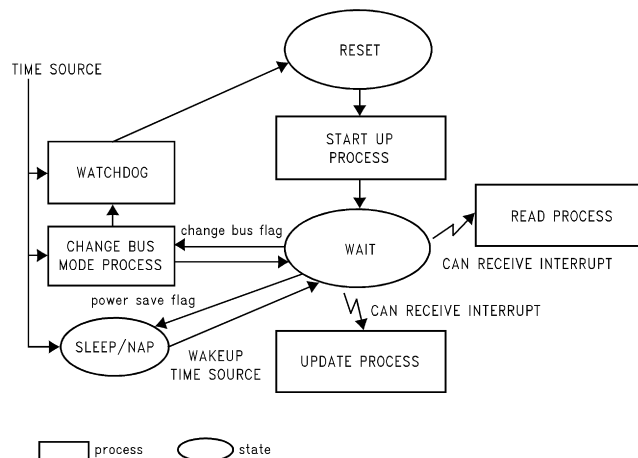 RESET
TIME SOURCE
START UP
PROCESS
WATCHDOG
READ PROCESS
change bus flag
CHANGE BUS
MODE PROCESS
WAIT
CAN RECEIVE INTERRUPT
power save flag
CAN RECEIVE INTERRUPT
SLEEP/NAP
WAKEUP
TIME SOURCE
UPDATE PROCESS
process
state